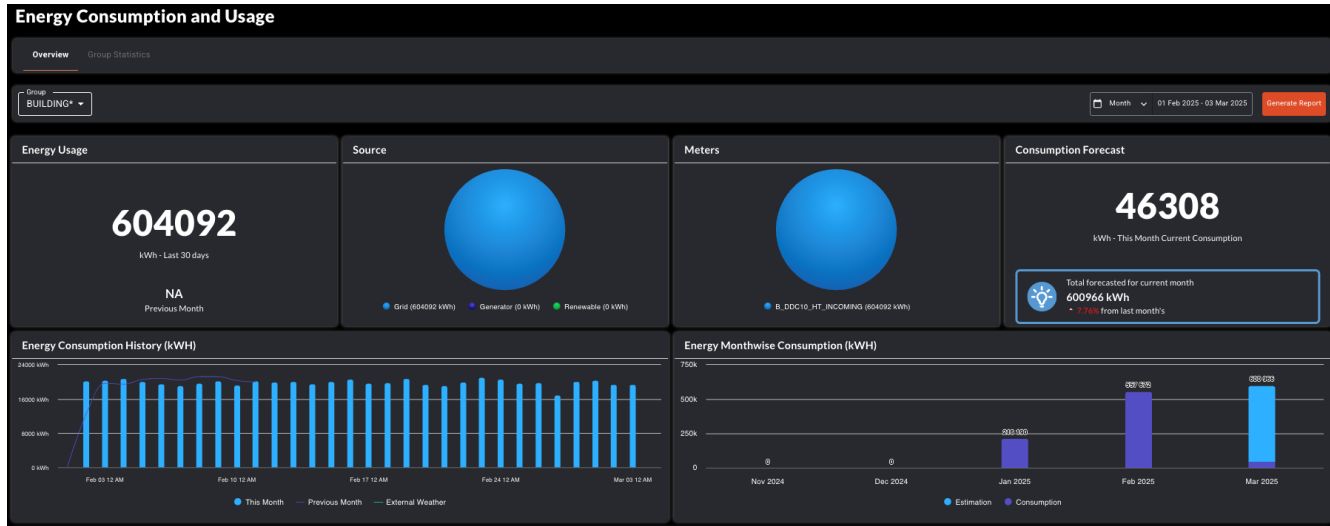 Energy Consumption and Usage
Overview
Group Statistics
Group
BUILDING*
Month
01 Feb 2025 - 03 Mar 2025
Generate Report
Energy Usage
604092
kWh - Last 30 days
NA
Previous Month
Source
Grid (604092 kWh)
Generator (0 kWh)
Renewable (0 kWh)
Meters
B_DDC10_HT_INCOMING (604092 kWh)
Consumption Forecast
46308
kWh - This Month Current Consumption
Total forecasted for current month
600966 kWh
7.76% from last month's
Energy Consumption History (kWH)
24000 kWh
16000 kWh
8000 kWh
0 kWh
Feb 03 12 AM
Feb 10 12 AM
Feb 17 12 AM
Feb 24 12 AM
Mar 03 12 AM
This Month
Previous Month
External Weather
Energy Monthwise Consumption (kWH)
750k
500k
250k
0
0
0
557 672
Nov 2024
Dec 2024
Jan 2025
Feb 2025
Mar 2025
Estimation
Consumption